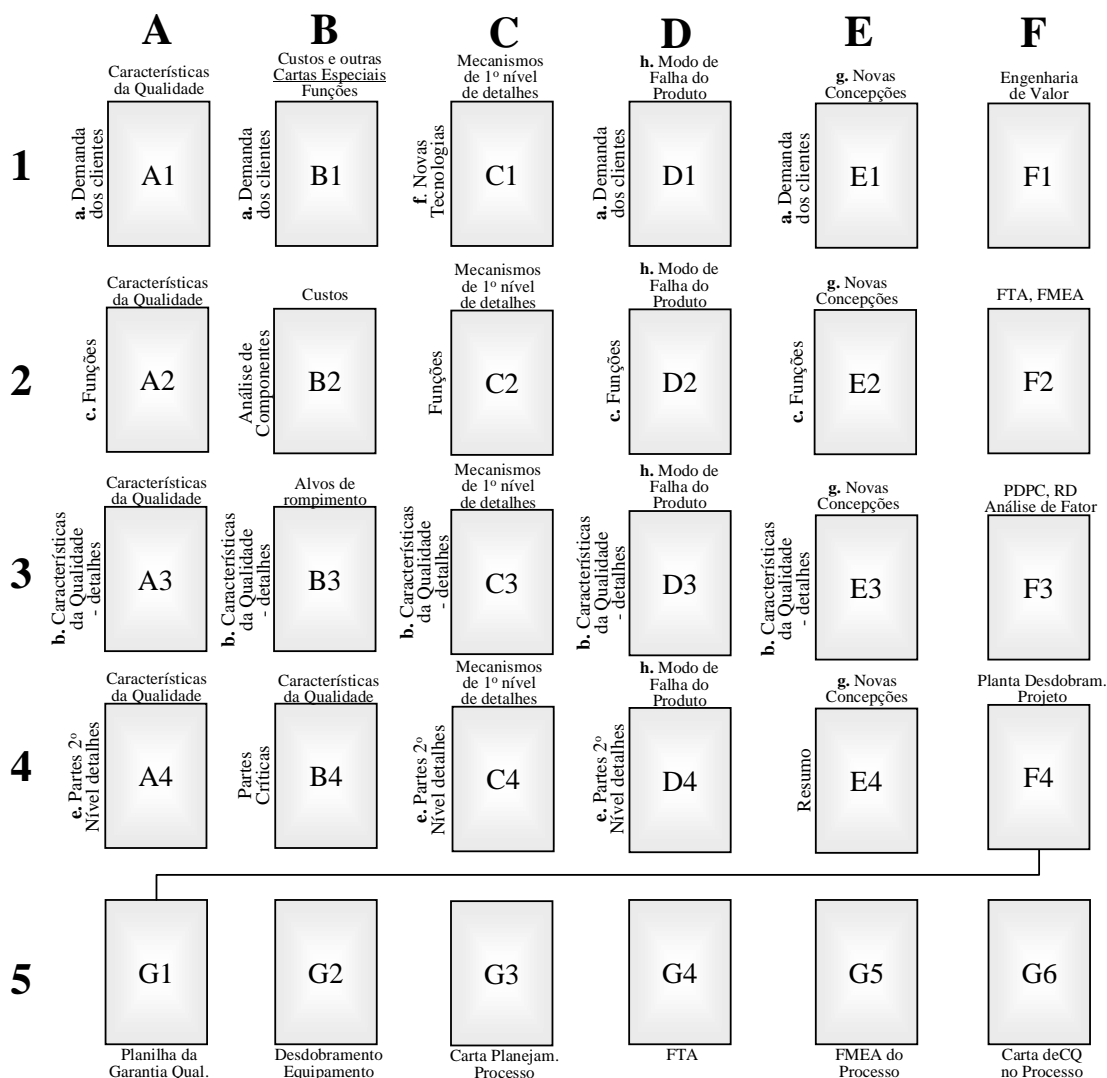 A B C D E F
Características
da Qualidade
Custos e outras
Cartas Especiais
Funções
Mecanismos
de 1º nível
de detalhes
h. Modo de
Falha do
Produto
g. Novas
Concepções
Engenharia
de Valor
1
a. Demanda
dos clientes
A1
a. Demanda
dos clientes
B1
f. Novas
Tecnologias
C1
a. Demanda
dos clientes
D1
a. Demanda
dos clientes
E1
F1
Características
da Qualidade
Custos
Mecanismos
de 1º nível
de detalhes
h. Modo de
Falha do
Produto
g. Novas
Concepções
FTA, FMEA
2
c. Funções
A2
Análise de
Componentes
B2
Funções
C2
c. Funções
D2
c. Funções
E2
F2
Características
da Qualidade
Alvos de
rompimento
Mecanismos
de 1º nível
de detalhes
h. Modo de
Falha do
Produto
g. Novas
Concepções
PDPC, RD
Análise de Fator
3
b. Características
da Qualidade
- detalhes
A3
b. Características
da Qualidade
- detalhes
B3
b. Características
da Qualidade
- detalhes
C3
b. Características
da Qualidade
- detalhes
D3
b. Características
da Qualidade
- detalhes
E3
F3
Características
da Qualidade
Características
da Qualidade
Mecanismos
de 1º nível
de detalhes
h. Modo de
Falha do
Produto
g. Novas
Concepções
Planta Desdobram.
Projeto
4
e. Partes 2º
Nível detalhes
A4
Partes
Críticas
B4
e. Partes 2º
Nível detalhes
C4
e. Partes 2º
Nível detalhes
D4
Resumo
E4
F4
5
G1
G2
G3
G4
G5
G6
Planilha da
Garantia Qual.
Desdobramento
Equipamento
Carta Planejam.
Processo
FTA
FMEA do
Processo
Carta deCQ
no Processo